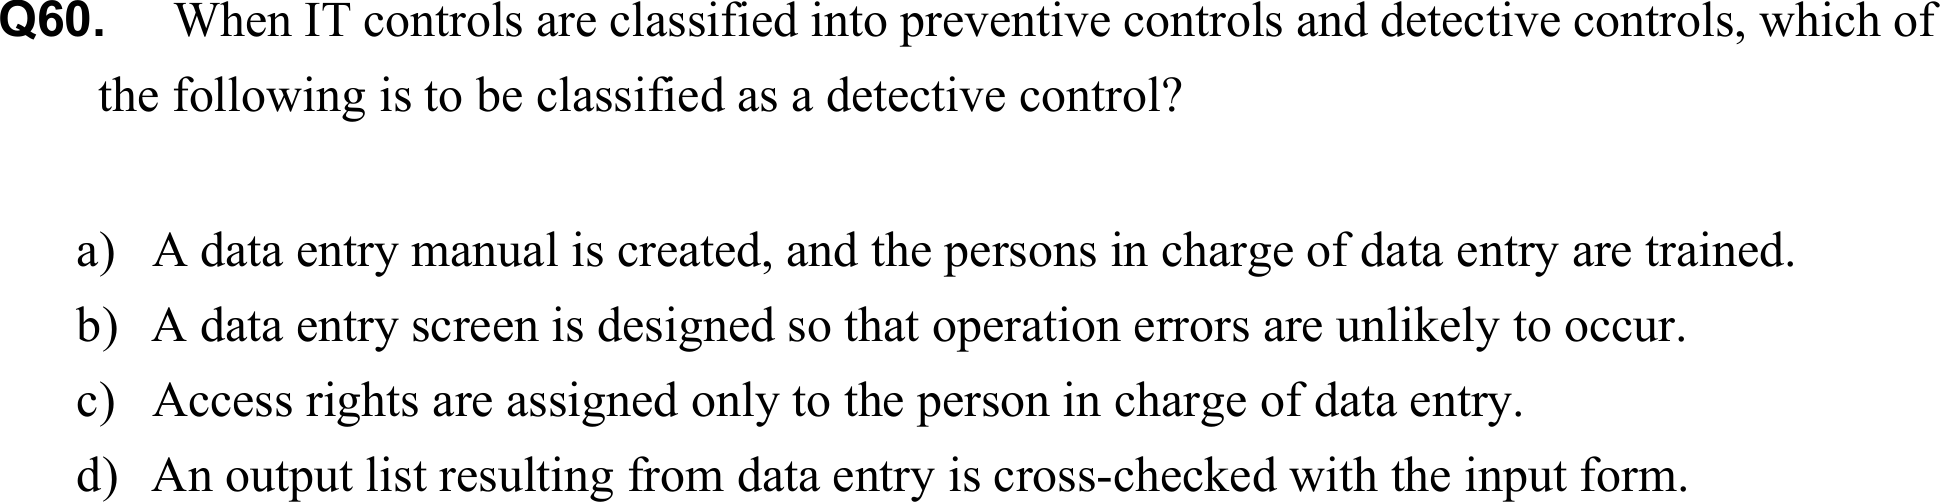 Q60. When IT controls are classified into preventive controls and detective controls, which of
the following is to be classified as a detective control?
a) A data entry manual is created, and the persons in charge of data entry are trained.
b) A data entry screen is designed so that operation errors are unlikely to occur.
c) Access rights are assigned only to the person in charge of data entry.
d) An output list resulting from data entry is cross-checked with the input form.